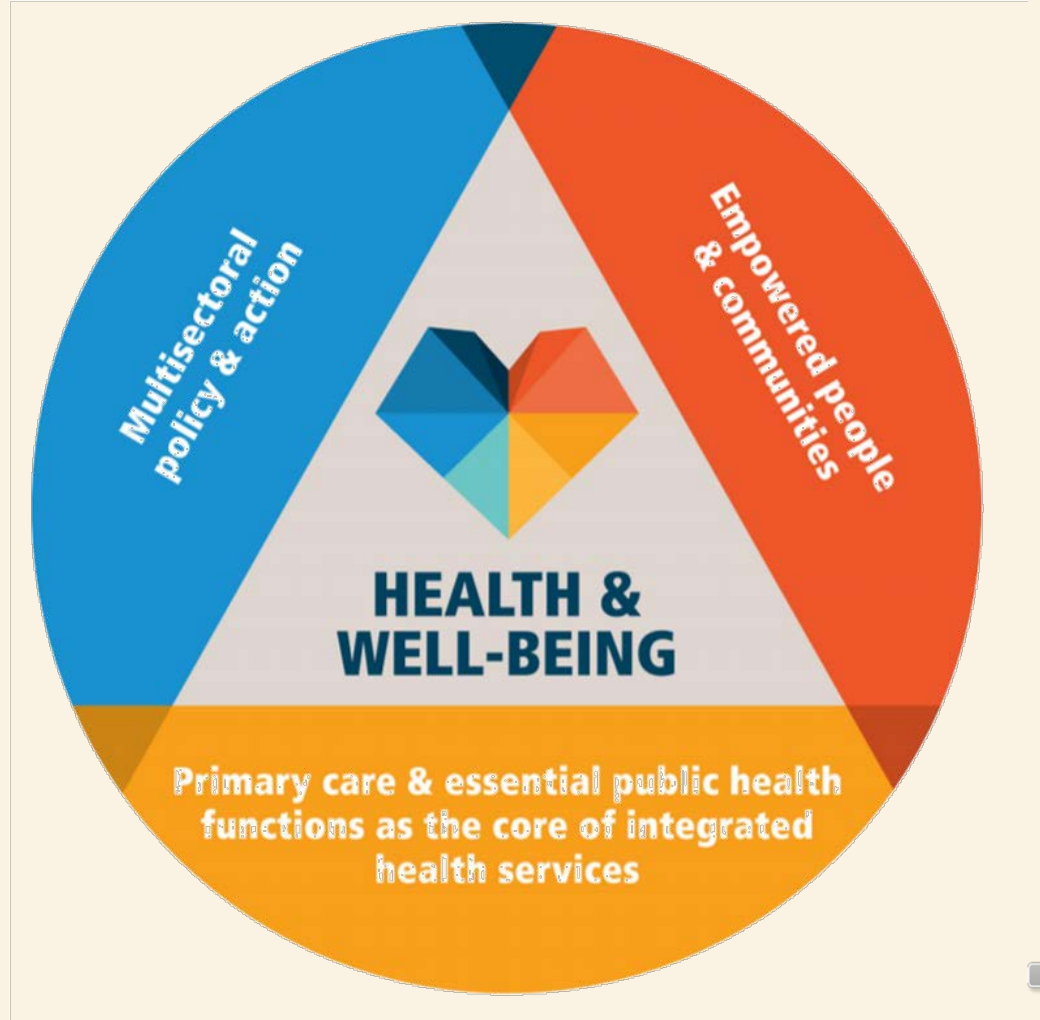 Multisectoral
policy & action
Empowered people
& communities
HEALTH &
WELL-BEING
Primary care & essential public health
functions as the core of integrated
health services